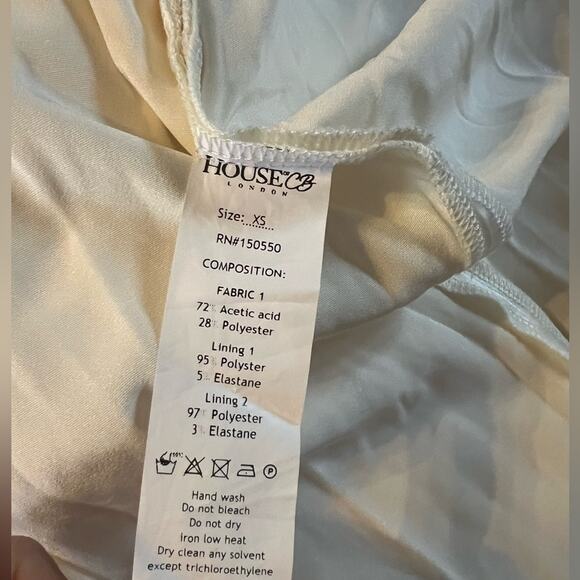 HOUSE OF CB
LONDON
Size: XS
RN#150550
COMPOSITION:
FABRIC 1
72% Acetic acid
28% Polyester
Lining 1
95% Polyster
5% Elastane
Lining 2
97% Polyester
3% Elastane
Hand wash
Do not bleach
Do not dry
Iron low heat
Dry clean any solvent
except trichloroethylene